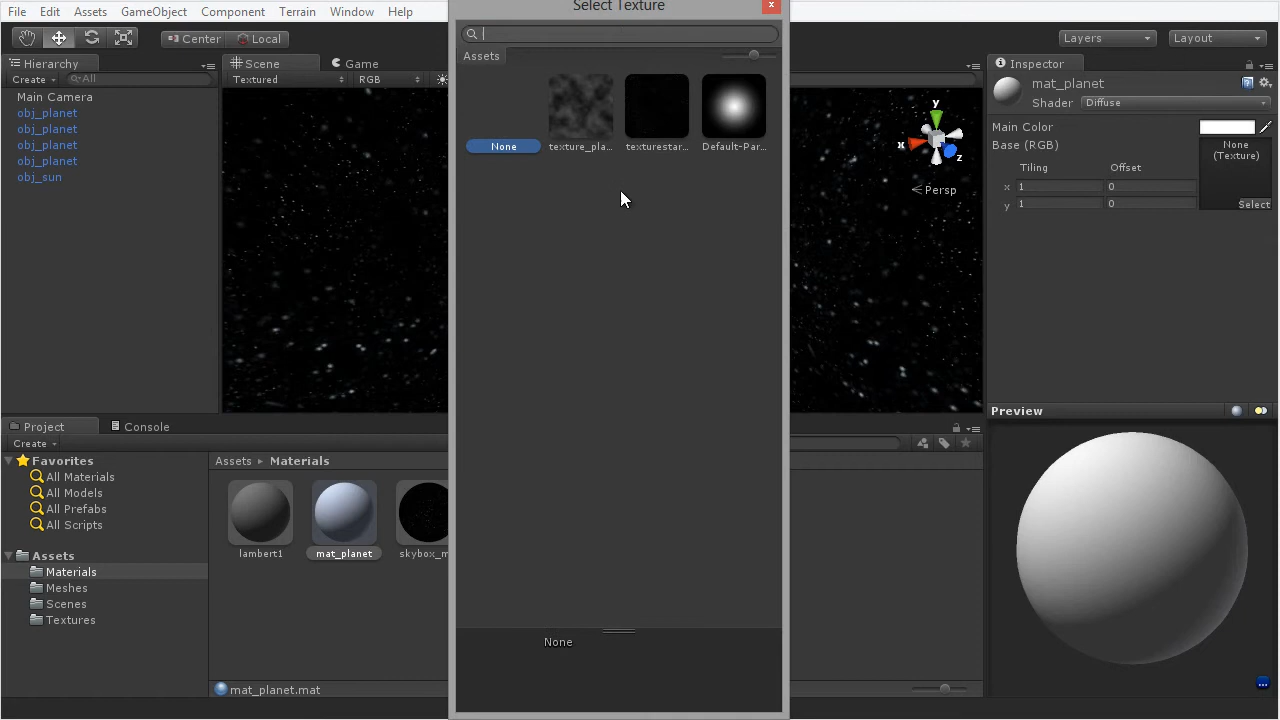 File Edit Assets GameObject Component Terrain Window Help
Select Texture
x
Center Local
Layers Layout
Hierarchy
Create All
Main Camera
obj_planet
obj_planet
obj_planet
obj_planet
obj_sun
Scene Game
Textured RGB
Assets
None texture_pla... texturestar... Default-Par...
None
y
x
z
Persp
Inspector
mat_planet
Shader Diffuse
Main Color
Base (RGB)
None
(Texture)
Tiling Offset
x 1 0
y 1 0
Select
Preview
Project Console
Create
Favorites
All Materials
All Models
All Prefabs
All Scripts
Assets
Materials
Meshes
Scenes
Textures
Assets Materials
lambert1 mat_planet skybox_m
mat_planet.mat